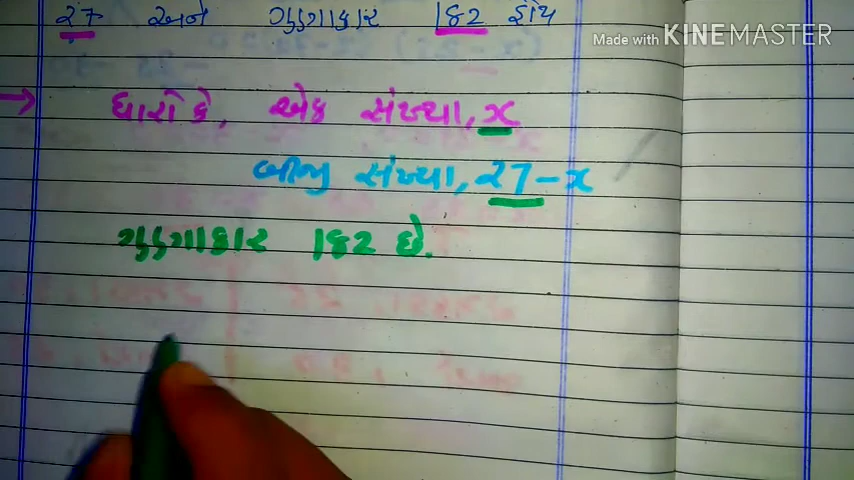 27 અને ગુણાકાર 182 હોય
Made with KINEMASTER
→ ધારો કે, એક સંખ્યા, x
બીજી સંખ્યા, 27-x
ગુણાકાર 182 છે.